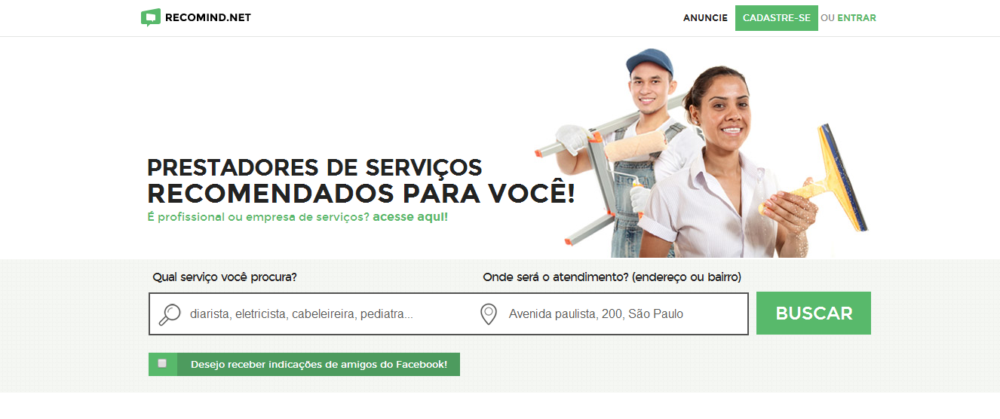 RECOMIND.NET
ANUNCIE CADASTRE-SE OU ENTRAR
PRESTADORES DE SERVIÇOS
RECOMENDADOS PARA VOCÊ!
É profissional ou empresa de serviços? acesse aqui!
Qual serviço você procura?
Onde será o atendimento? (endereço ou bairro)
diarista, eletricista, cabeleireira, pediatra...
Avenida paulista, 200, São Paulo
BUSCAR
Desejo receber indicações de amigos do Facebook!